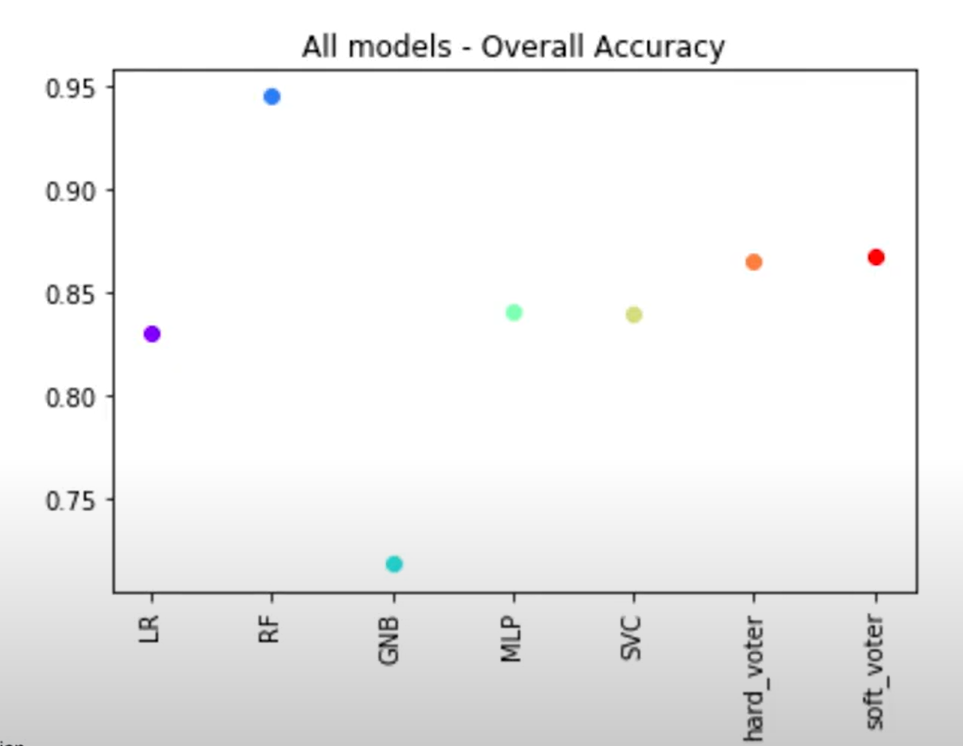 All models - Overall Accuracy
0.95
0.90
0.85
0.80
0.75
LR
RF
GNB
MLP
SVC
hard_voter
soft_voter